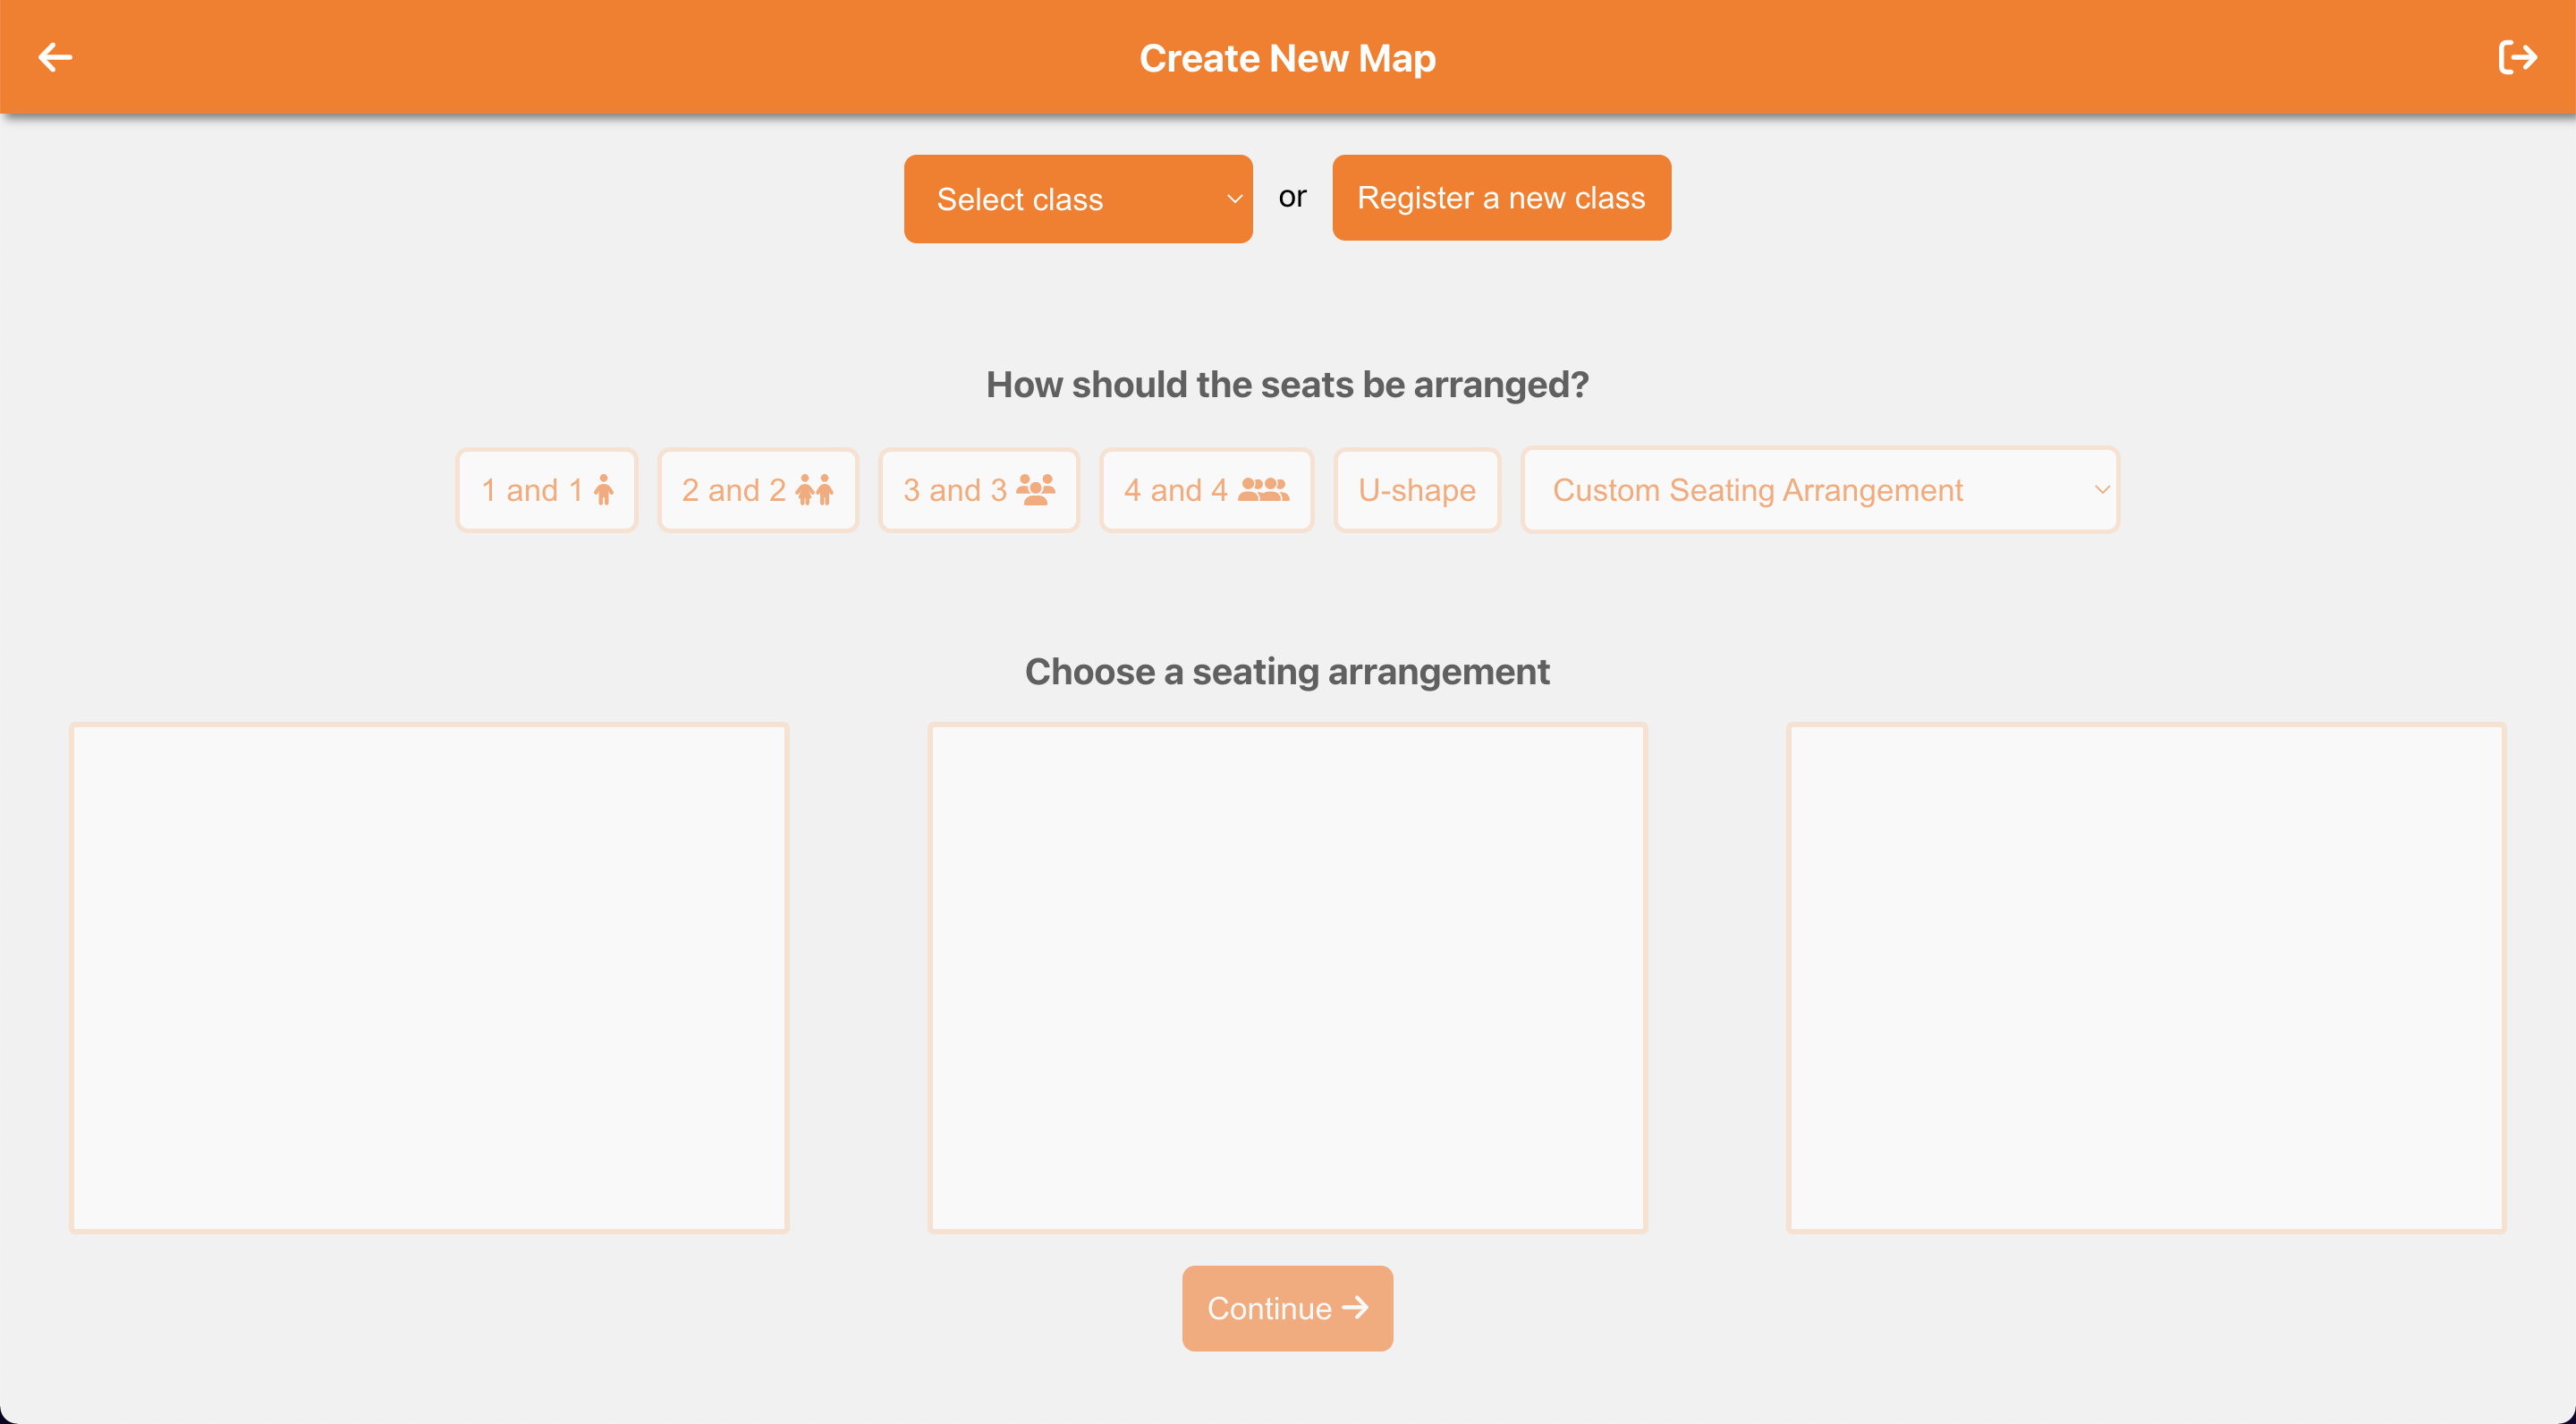 Create New Map
Select class
or
Register a new class
How should the seats be arranged?
1 and 1
2 and 2
3 and 3
4 and 4
U-shape
Custom Seating Arrangement
Choose a seating arrangement
Continue